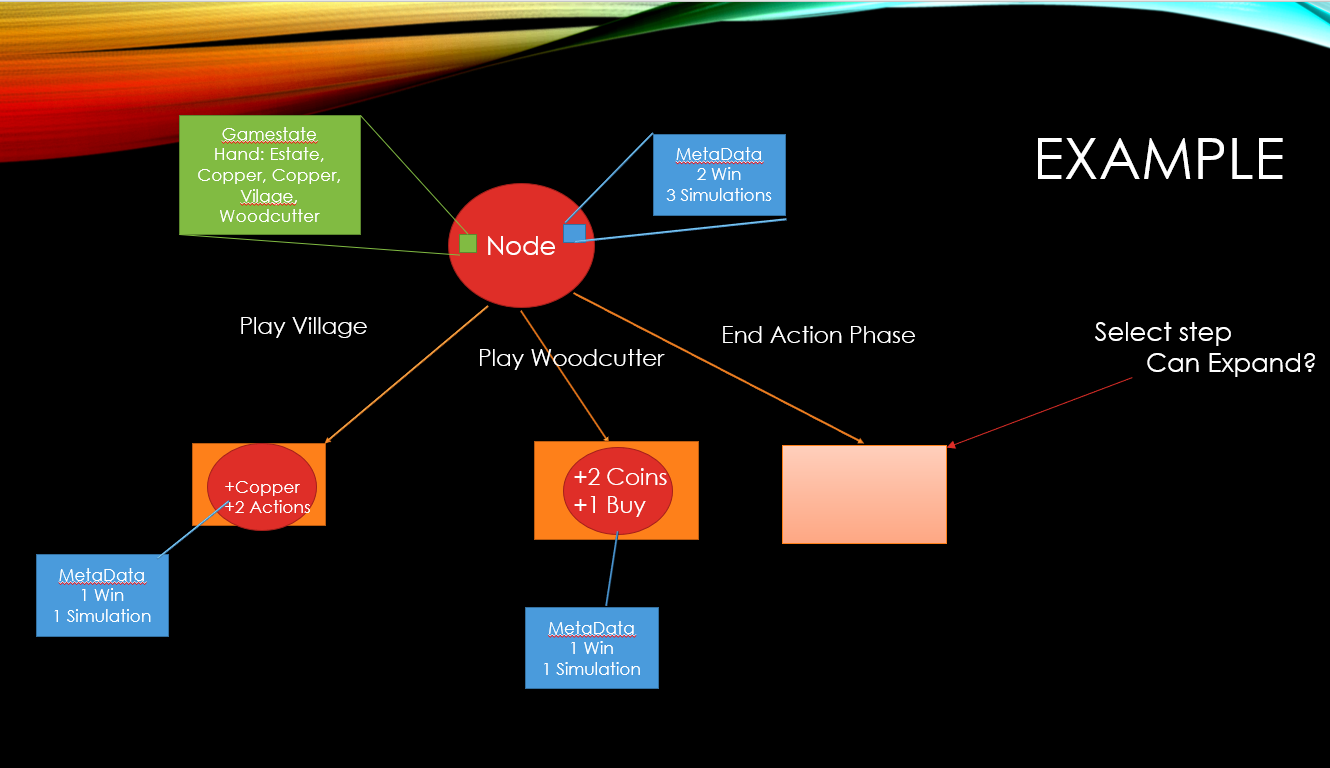 EXAMPLE
Gamestate
Hand: Estate,
Copper, Copper,
Vilage,
Woodcutter
MetaData
2 Win
3 Simulations
Node
Play Village
Play Woodcutter
End Action Phase
Select step
Can Expand?
+Copper
+2 Actions
+2 Coins
+1 Buy
MetaData
1 Win
1 Simulation
MetaData
1 Win
1 Simulation